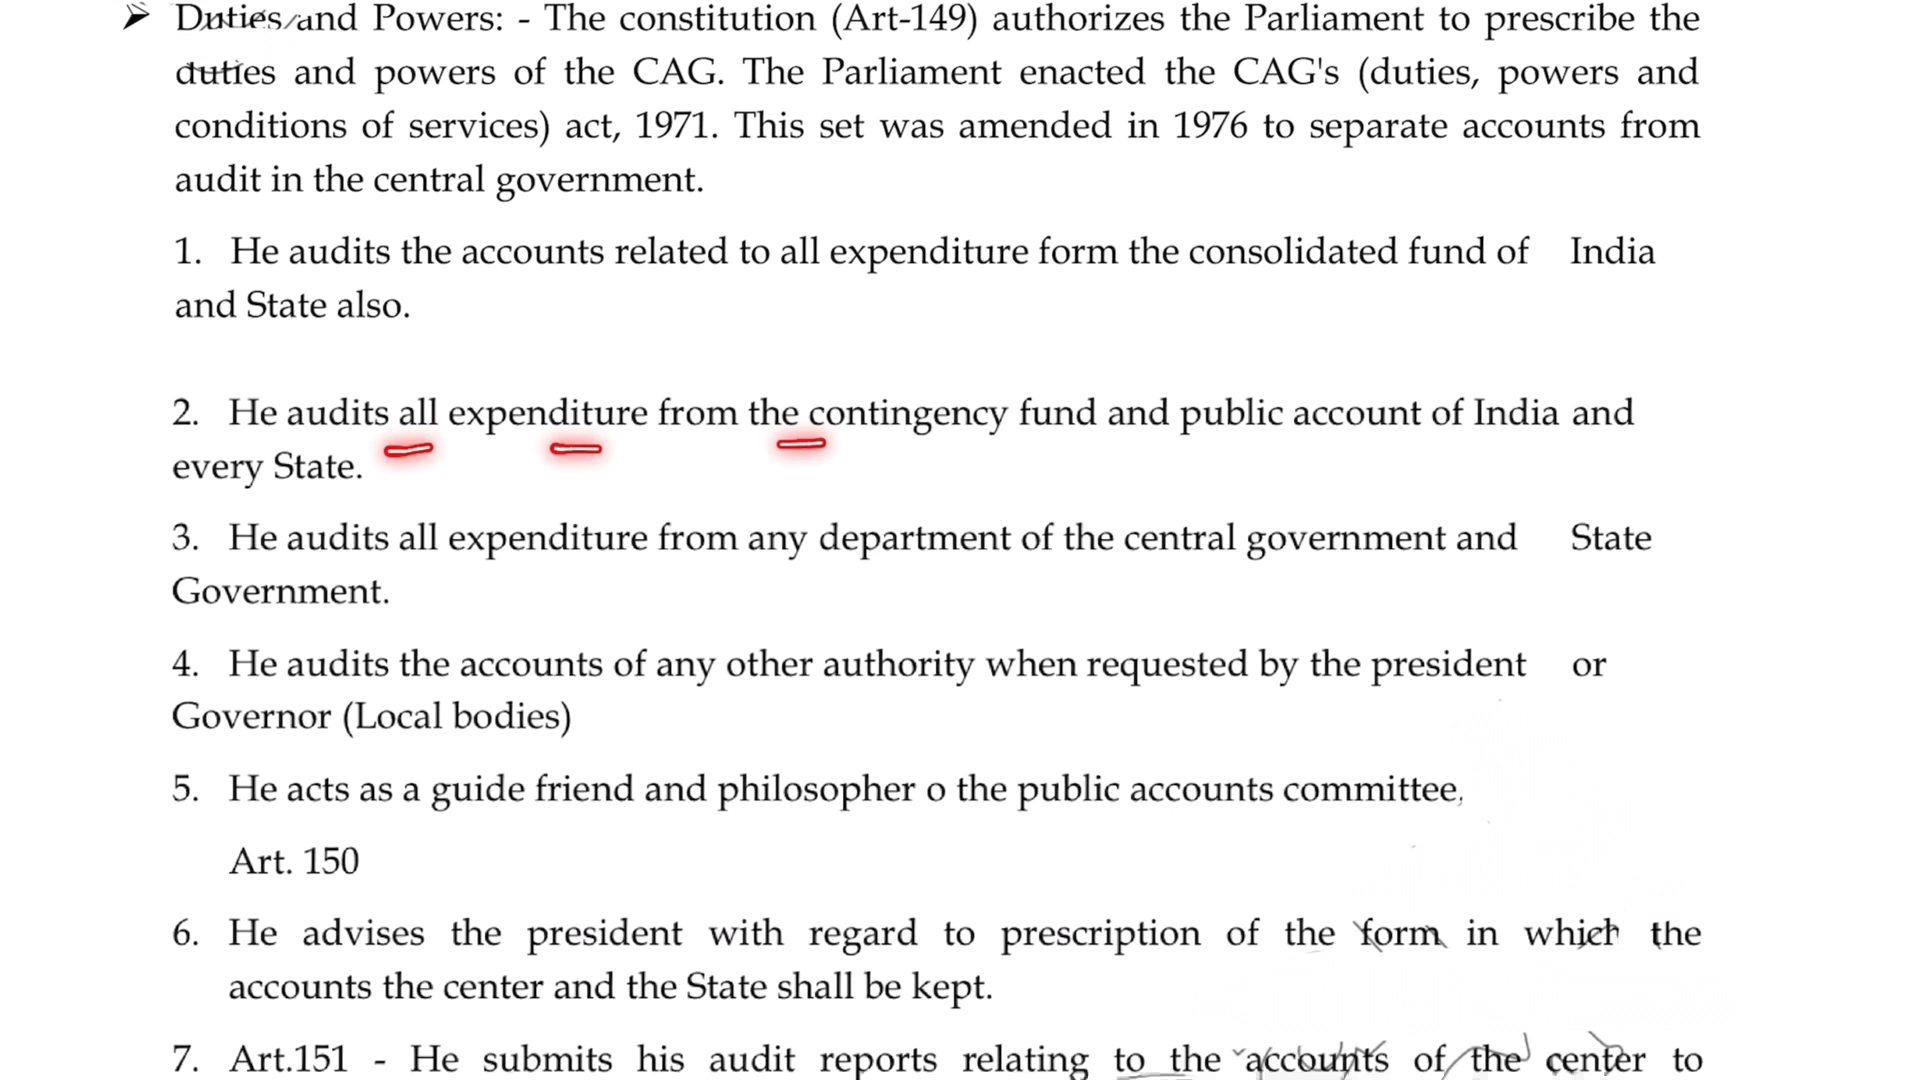 ➢ Duties and Powers: - The constitution (Art-149) authorizes the Parliament to prescribe the
duties and powers of the CAG. The Parliament enacted the CAG's (duties, powers and
conditions of services) act, 1971. This set was amended in 1976 to separate accounts from
audit in the central government.
1. He audits the accounts related to all expenditure form the consolidated fund of India
and State also.
2. He audits all expenditure from the contingency fund and public account of India and
every State.
3. He audits all expenditure from any department of the central government and State
Government.
4. He audits the accounts of any other authority when requested by the president or
Governor (Local bodies)
5. He acts as a guide friend and philosopher o the public accounts committee.
Art. 150
6. He advises the president with regard to prescription of the form in which the
accounts the center and the State shall be kept.
7. Art.151 - He submits his audit reports relating to the accounts of the center to